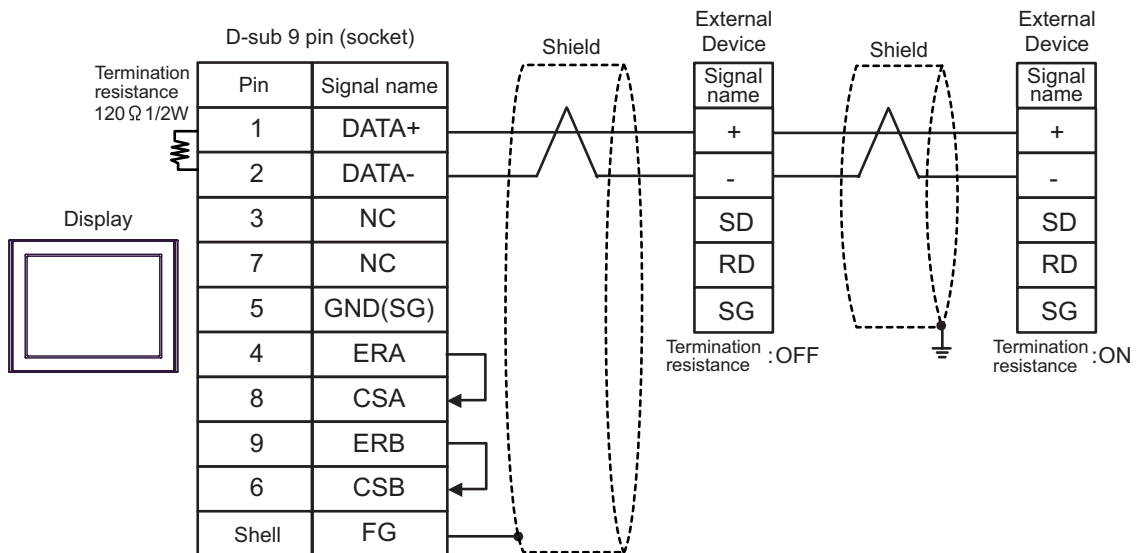 D-sub 9 pin (socket)
Shield
External
Device
Shield
External
Device
Termination
resistance
120Ω1/2W
Pin Signal name
Signal
name
Signal
name
1 DATA+ + +
2 DATA- - -
Display
3 NC SD SD
7 NC RD RD
5 GND(SG) SG SG
Termination
resistance :OFF
Termination
resistance :ON
4 ERA
8 CSA
9 ERB
6 CSB
Shell FG